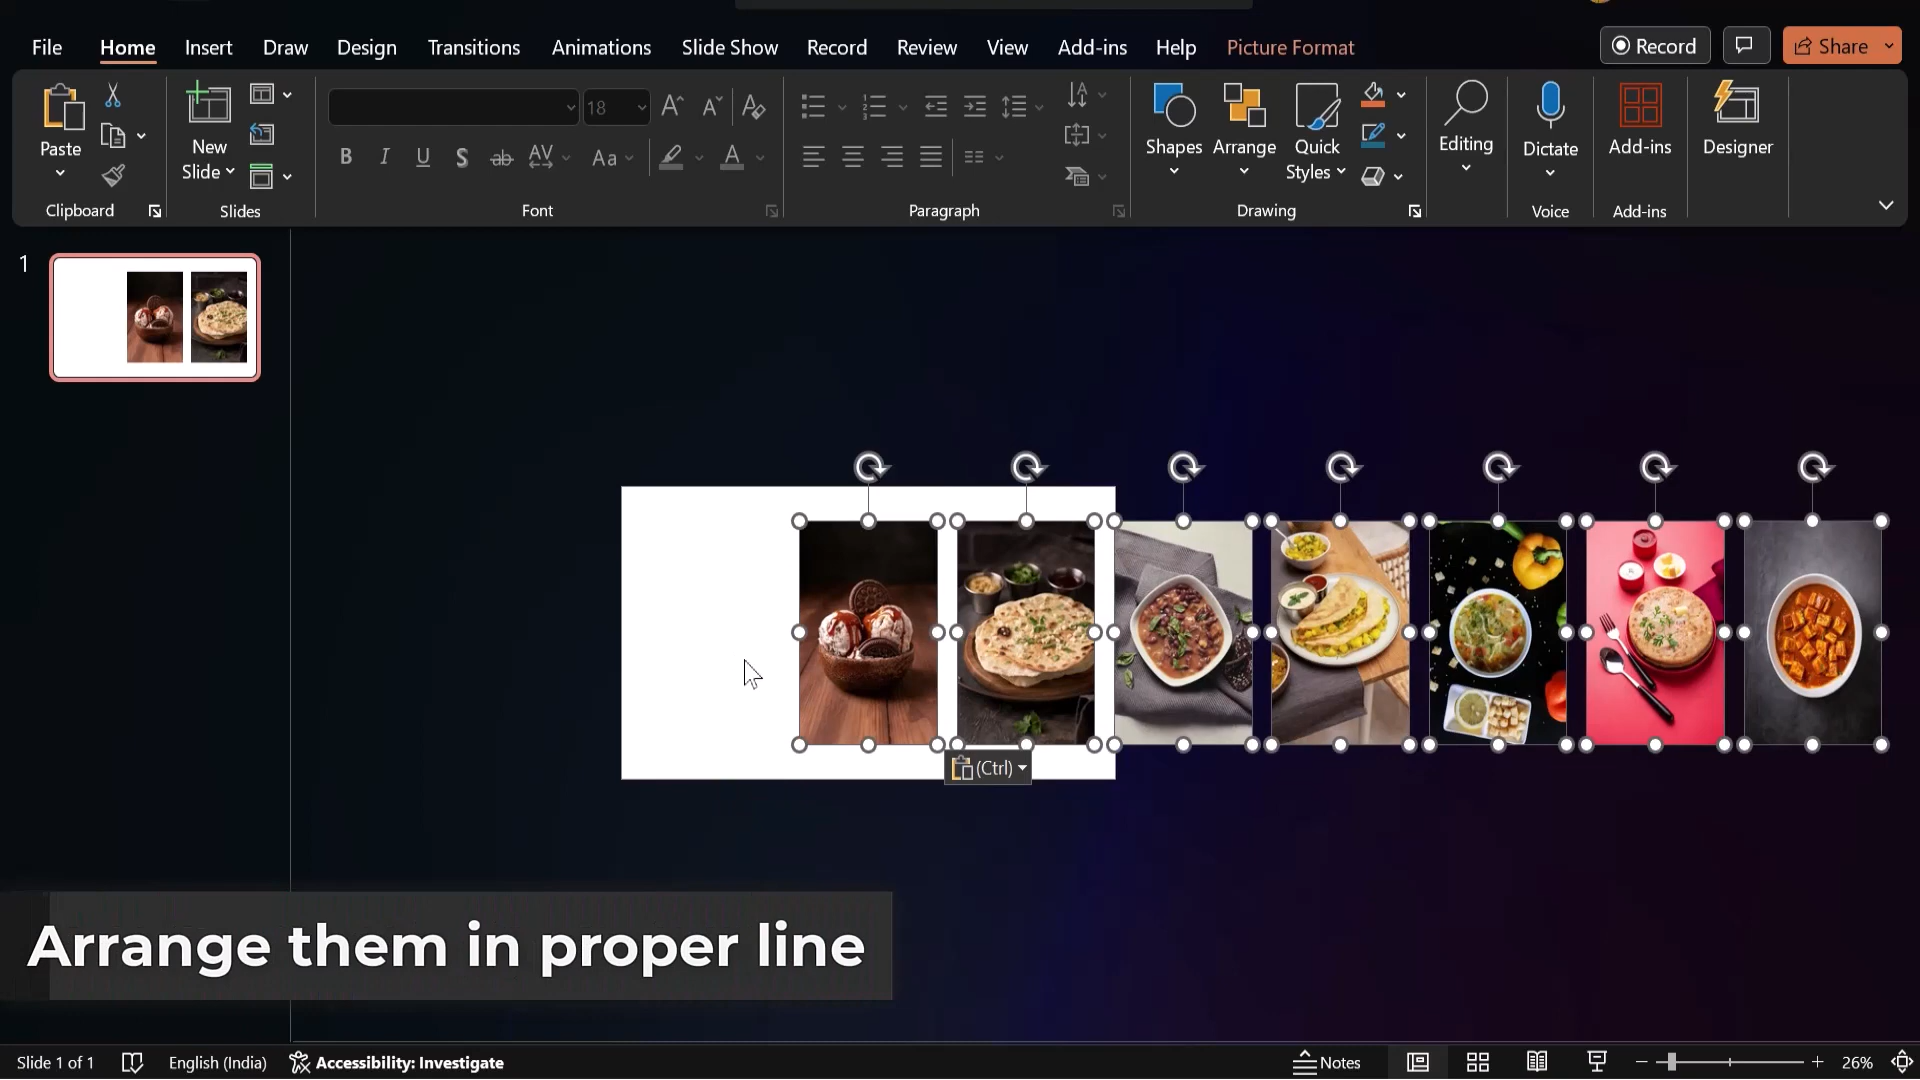 File Home Insert Draw Design Transitions Animations Slide Show Record Review View Add-ins Help Picture Format Record Share
Paste
Clipboard
New
Slide
Slides
18
B I U S ab AV Aa A
Font
Paragraph
Shapes Arrange Quick
Styles
Drawing
Editing
Dictate
Voice
Add-ins
Add-ins
Designer
1
(Ctrl)
Arrange them in proper line
Slide 1 of 1 English (India) Accessibility: Investigate Notes 26%